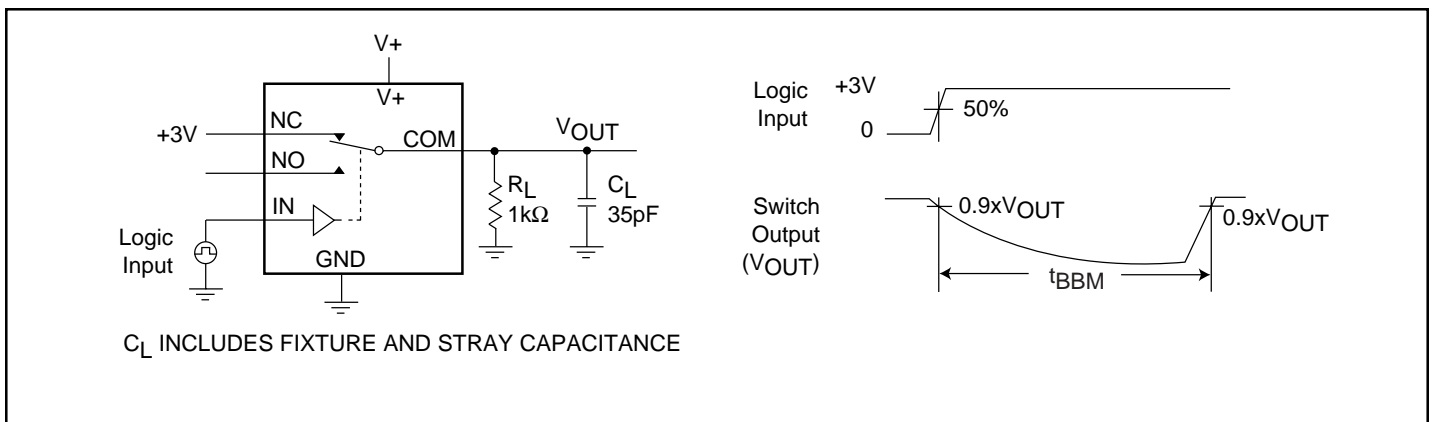 V+
V+
NC
+3V
COM
VOUT
NO
RL
1kΩ
CL
35pF
IN
Logic
Input
GND
CL INCLUDES FIXTURE AND STRAY CAPACITANCE
Logic
Input
+3V
0
50%
Switch
Output
(VOUT)
0.9xVOUT
0.9xVOUT
tBBM